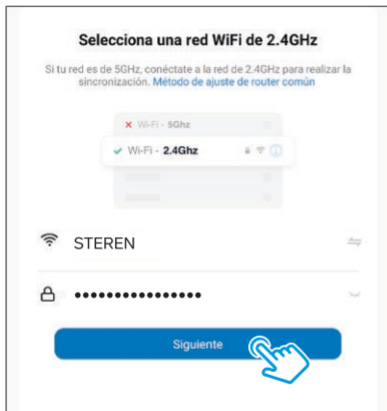 Selecciona una red WiFi de 2.4GHz
Si tu red es de 5GHz, conéctate a la red de 2.4GHz para realizar la
sincronización. Método de ajuste de router común
Wi-Fi - 5Ghz
Wi-Fi - 2.4Ghz
STEREN
••••••••••••••••
Siguiente